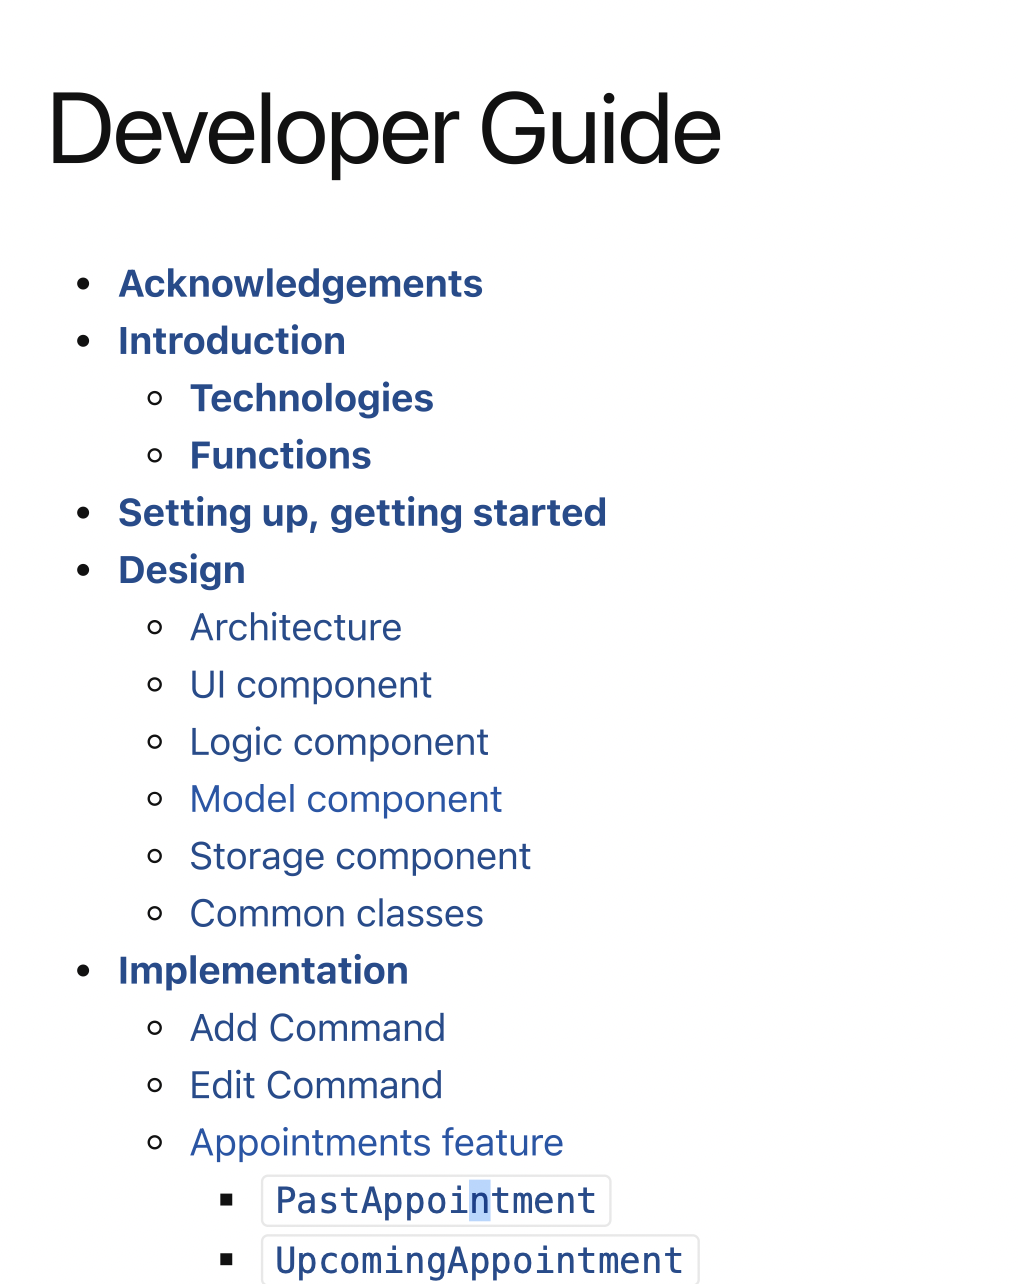 Developer Guide
Acknowledgements
Introduction
Technologies
Functions
Setting up, getting started
Design
Architecture
UI component
Logic component
Model component
Storage component
Common classes
Implementation
Add Command
Edit Command
Appointments feature
PastAppointment
UpcomingAppointment